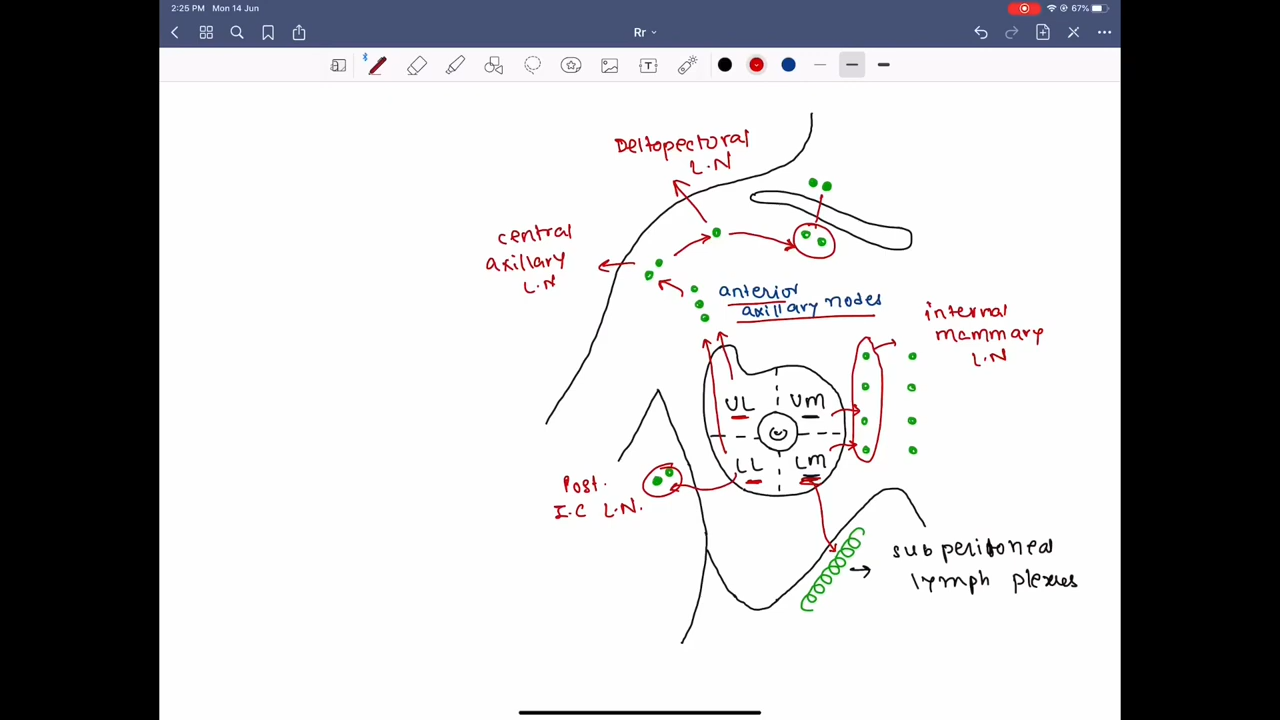 2:25 PM Mon 14 Jun
67%
Rr
T
Deltopectoral
L.N
central
axillary
L.N
anterior
axillary nodes
internal
mammary
L.N
UL UM
LL LM
Post.
I.C L.N.
subperitoneal
lymph plexus